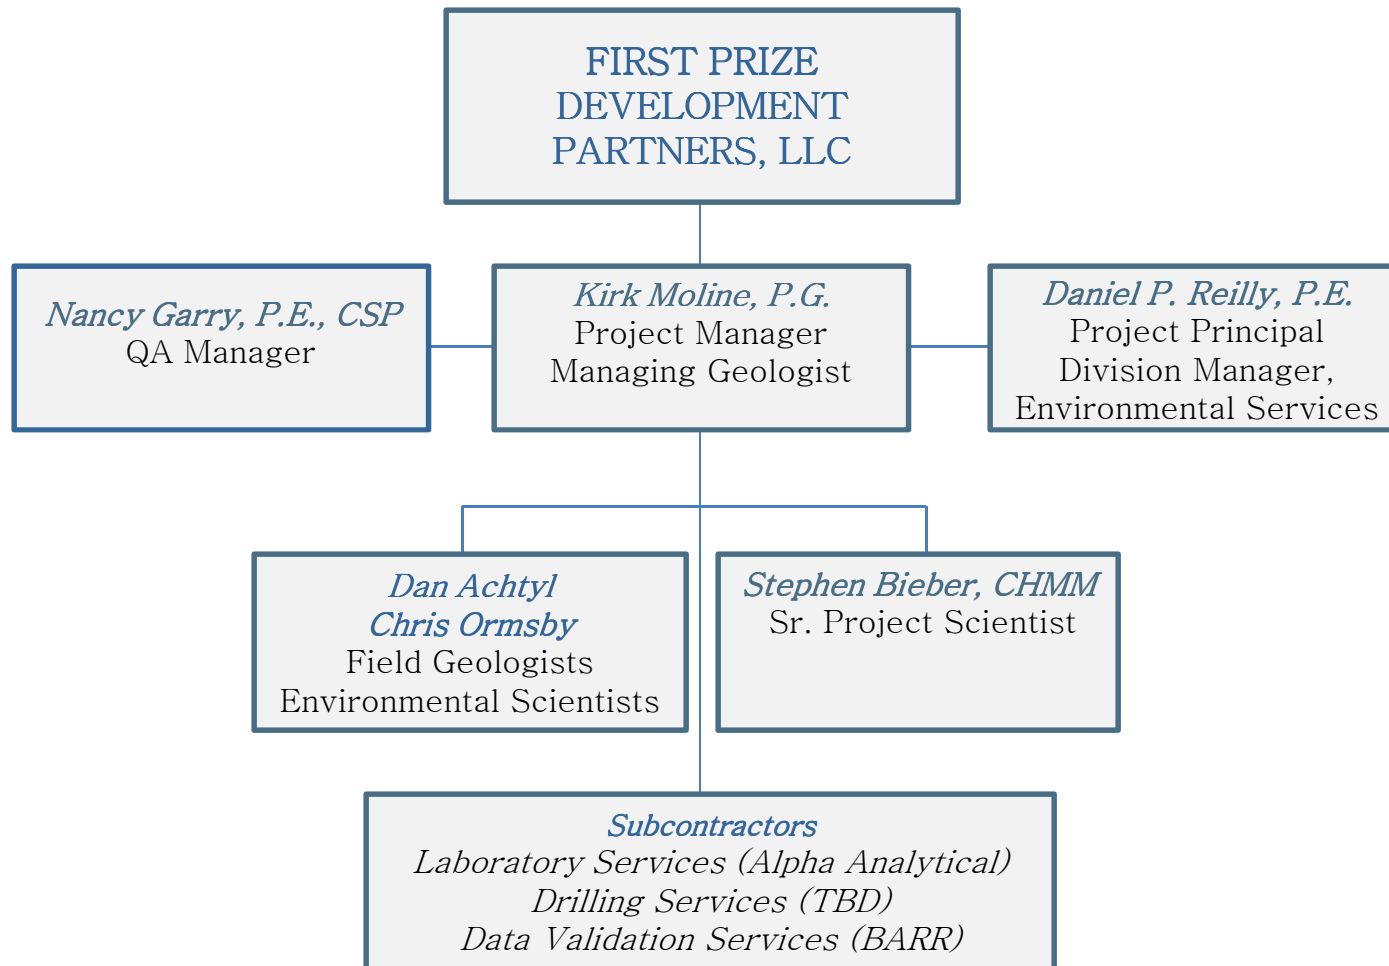 FIRST PRIZE
DEVELOPMENT
PARTNERS, LLC
Nancy Garry, P.E., CSP
QA Manager
Kirk Moline, P.G.
Project Manager
Managing Geologist
Daniel P. Reilly, P.E.
Project Principal
Division Manager,
Environmental Services
Dan Achtyl
Chris Ormsby
Field Geologists
Environmental Scientists
Stephen Bieber, CHMM
Sr. Project Scientist
Subcontractors
Laboratory Services (Alpha Analytical)
Drilling Services (TBD)
Data Validation Services (BARR)